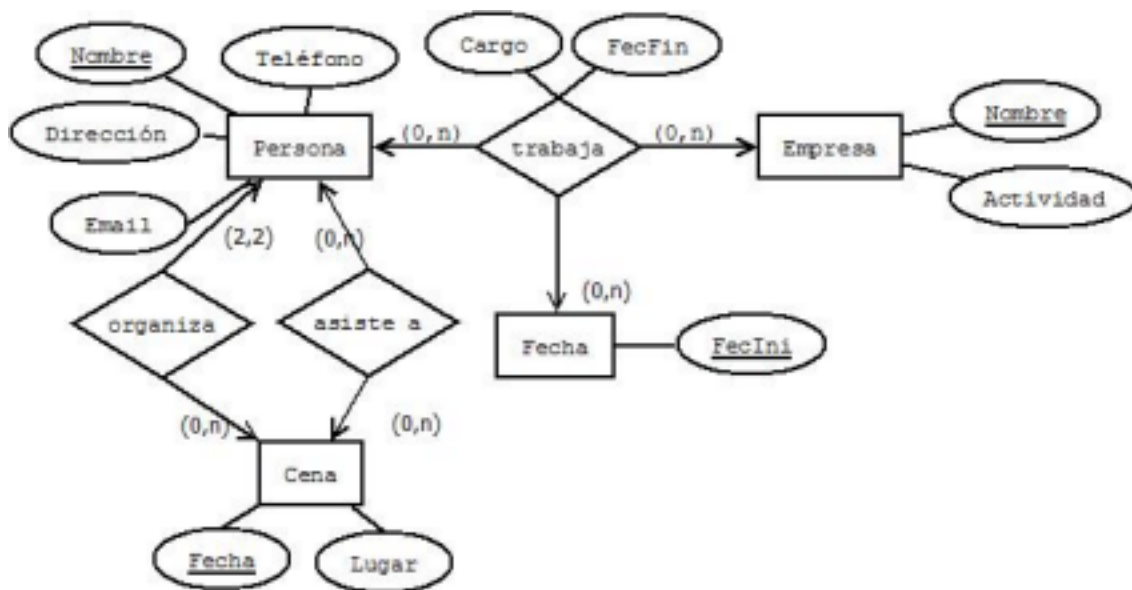 Nombre
Teléfono
Cargo
FecFin
Dirección
Persona
(0,n)
trabaja
(0,n)
Empresa
Nombre
Actividad
Email
(2,2)
(0,n)
organiza
asiste a
(0,n)
Fecha
FecIni
(0,n)
(0,n)
Cena
Fecha
Lugar